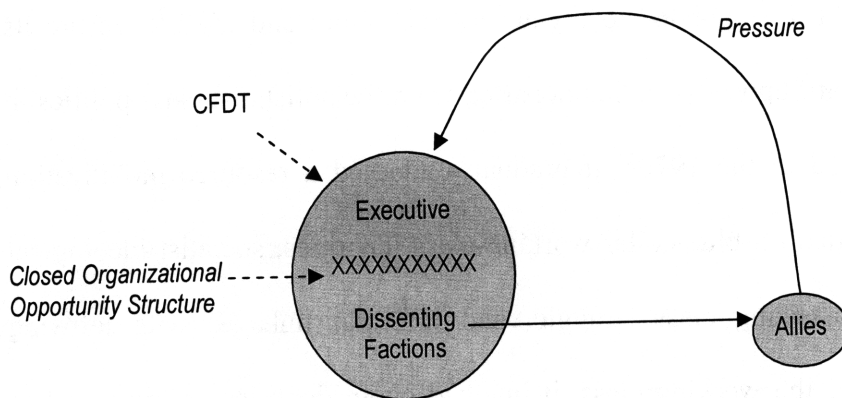 Pressure
CFDT
Executive
XXXXXXXXXXX
Closed Organizational
Opportunity Structure
Dissenting
Factions
Allies